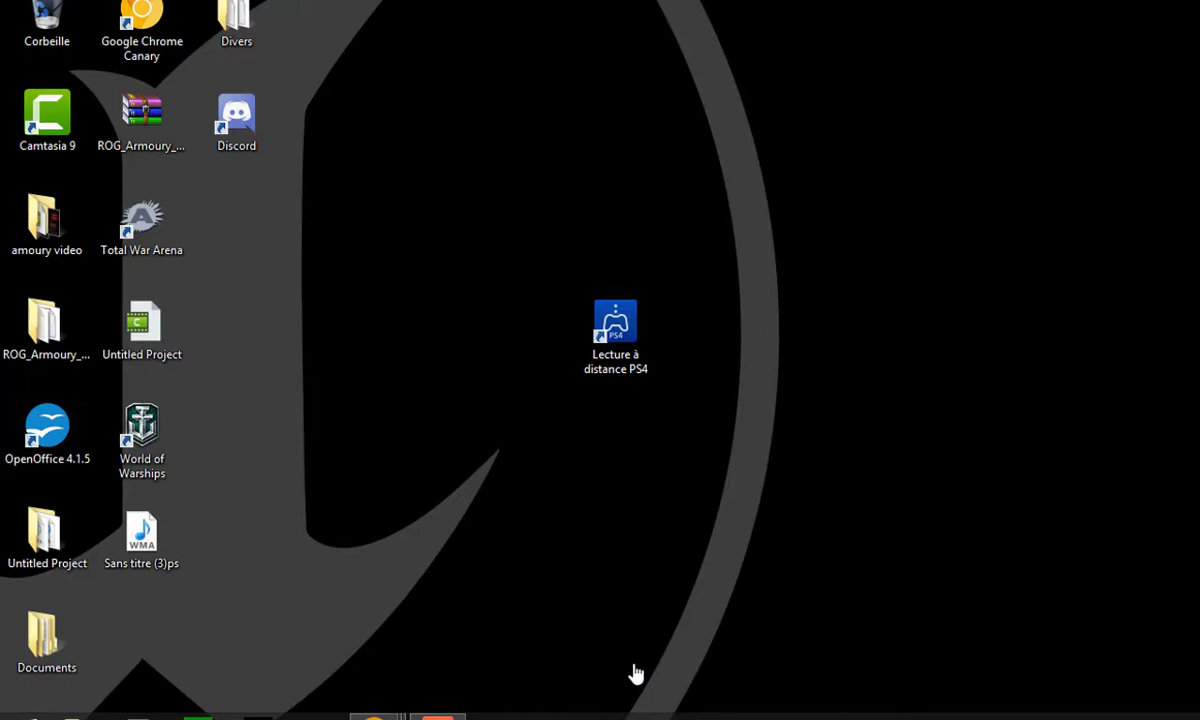 Corbeille
Google Chrome
Canary
Divers
Camtasia 9
ROG_Armoury_...
Discord
amoury video
Total War Arena
ROG_Armoury_...
Untitled Project
PS4
Lecture à
distance PS4
OpenOffice 4.1.5
World of
Warships
Untitled Project
WMA
Sans titre (3)ps
Documents